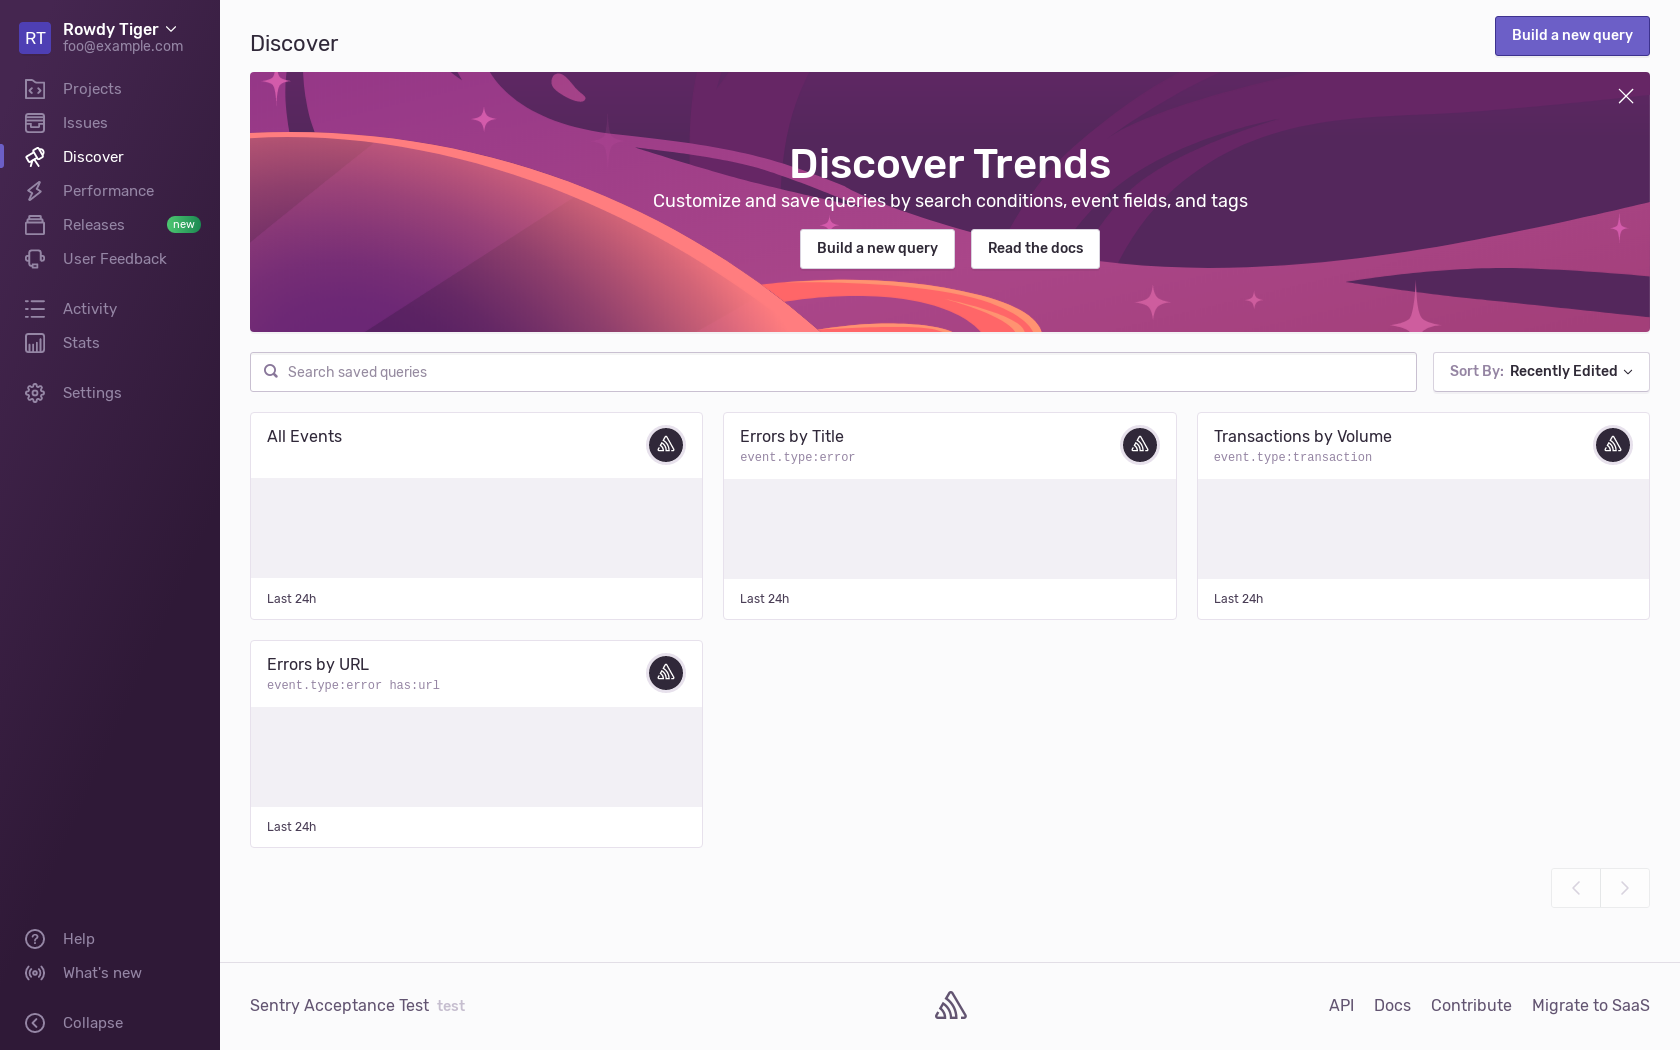 RT
Rowdy Tiger
foo@example.com
Projects
Issues
Discover
Performance
Releases new
User Feedback
Activity
Stats
Settings
Help
What's new
Collapse
Discover
Build a new query
Discover Trends
Customize and save queries by search conditions, event fields, and tags
Build a new query
Read the docs
Search saved queries
Sort By: Recently Edited
All Events
Last 24h
Errors by Title
event.type:error
Last 24h
Transactions by Volume
event.type:transaction
Last 24h
Errors by URL
event.type:error has:url
Last 24h
Sentry Acceptance Test test
API
Docs
Contribute
Migrate to SaaS